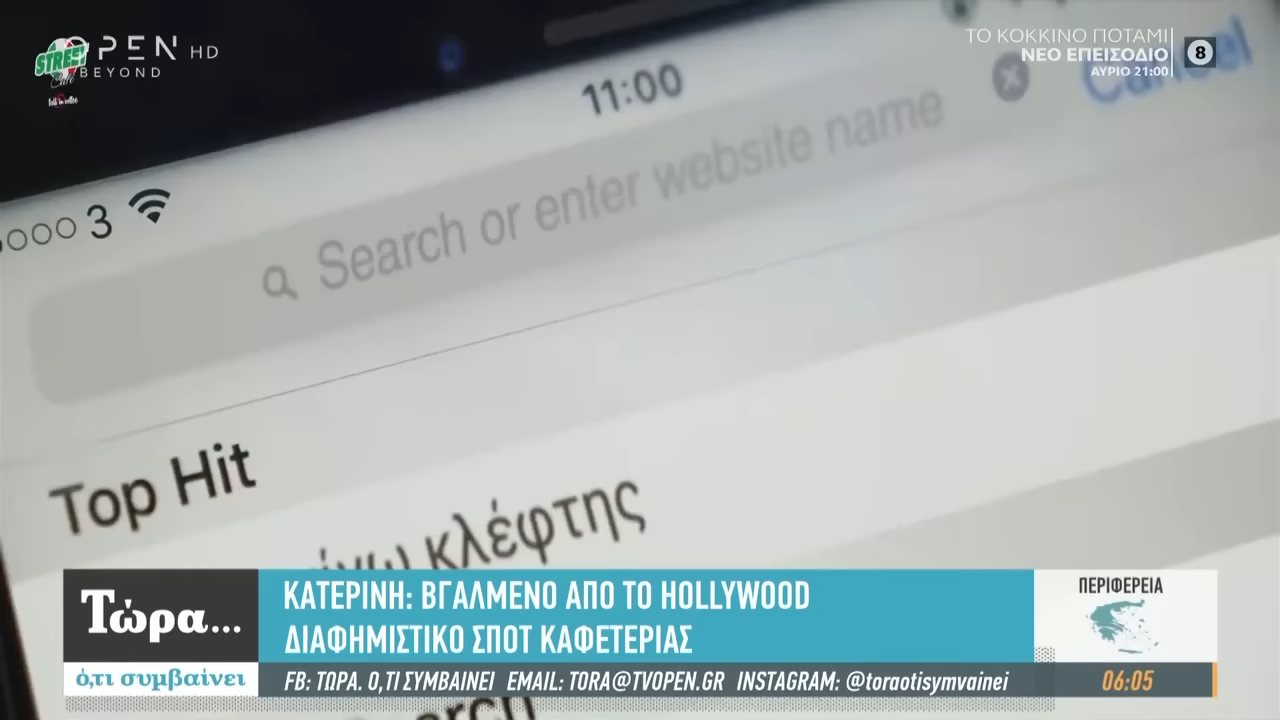 OPEN HD
BEYOND
STREET
Cafe
ΤΟ ΚΟΚΚΙΝΟ ΠΟΤΑΜΙ
ΝΕΟ ΕΠΕΙΣΟΔΙΟ
ΑΥΡΙΟ 21:00
8
11:00
Cancel
3
Search or enter website name
Top Hit
κλέφτης
Τώρα...
ό,τι συμβαίνει
ΚΑΤΕΡΙΝΗ: ΒΓΑΛΜΕΝΟ ΑΠΟ ΤΟ HOLLYWOOD
ΔΙΑΦΗΜΙΣΤΙΚΟ ΣΠΟΤ ΚΑΦΕΤΕΡΙΑΣ
ΠΕΡΙΦΕΡΕΙΑ
FB: ΤΩΡΑ. Ο,ΤΙ ΣΥΜΒΑΙΝΕΙ EMAIL: TORA@TVOPEN.GR INSTAGRAM: @toraotisymvainei
06:05